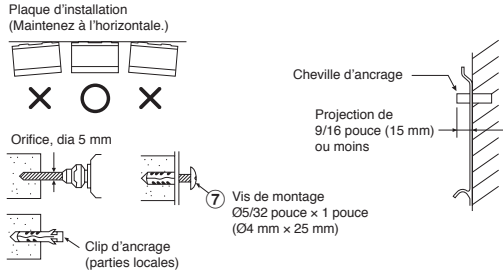 Plaque d'installation
(Maintenez à l'horizontale.)
Orifice, dia 5 mm
Clip d'ancrage
(parties locales)
7
Vis de montage
Ø5/32 pouce × 1 pouce
(Ø4 mm × 25 mm)
Cheville d'ancrage
Projection de
9/16 pouce (15 mm)
ou moins